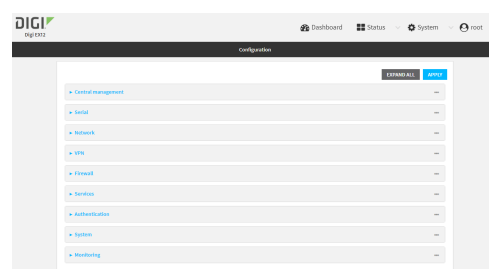 DIGI
Digi EX12
Dashboard Status System root
Configuration
EXPAND ALL APPLY
Central management
Serial
Network
VPN
Firewall
Services
Authentication
System
Monitoring